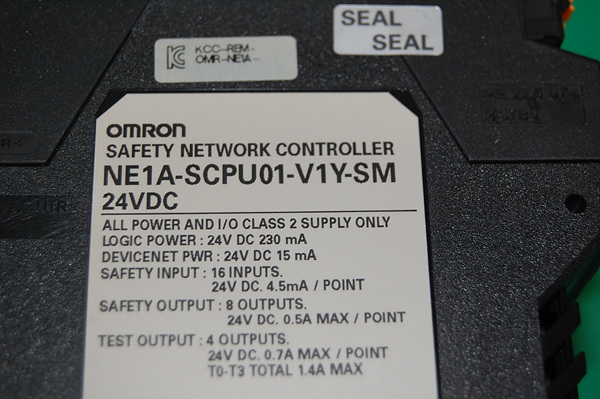 SEAL
SEAL
KCC-REM-
OMR-NE1A-
OMRON
SAFETY NETWORK CONTROLLER
NE1A-SCPU01-V1Y-SM
24VDC
ALL POWER AND I/O CLASS 2 SUPPLY ONLY
LOGIC POWER : 24V DC 230 mA
DEVICENET PWR : 24V DC 15 mA
SAFETY INPUT : 16 INPUTS.
24V DC. 4.5mA / POINT
SAFETY OUTPUT : 8 OUTPUTS.
24V DC. 0.5A MAX / POINT
TEST OUTPUT : 4 OUTPUTS.
24V DC. 0.7A MAX / POINT
T0-T3 TOTAL 1.4A MAX